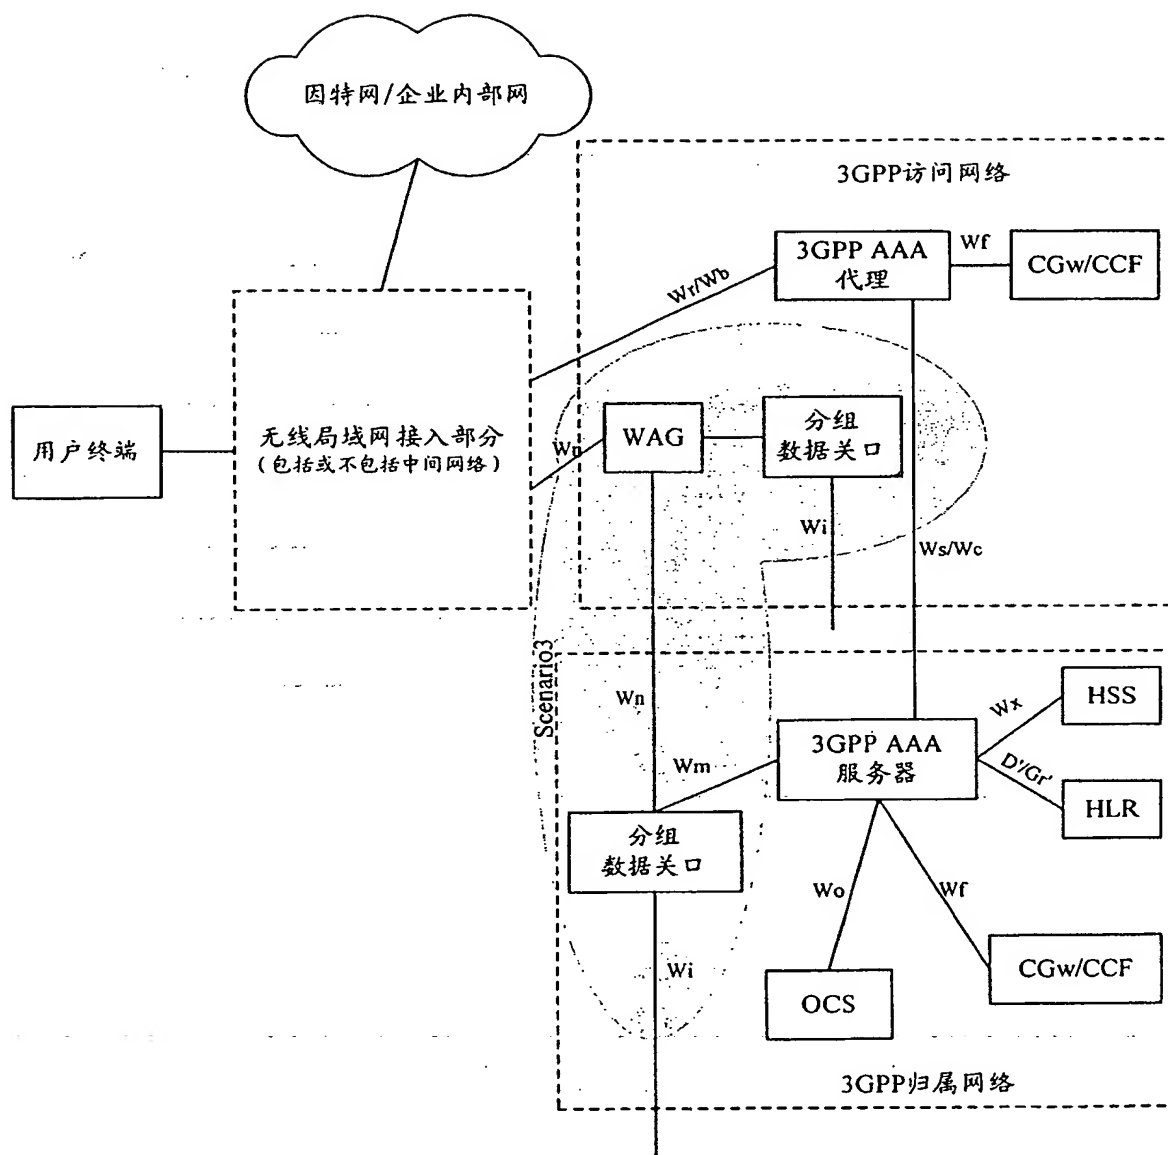 因特网/企业内部网
3GPP访问网络
3GPP AAA
代理
Wf
CGw/CCF
Wr/Wb
用户终端
无线局域网接入部分
(包括或不包括中间网络)
Wn
WAG
分组
数据关口
Wi
Ws/Wc
Scenario3
Wn
Wm
3GPP AAA
服务器
Wx
HSS
D'/Gr'
HLR
分组
数据关口
Wo
Wf
Wi
OCS
CGw/CCF
3GPP归属网络